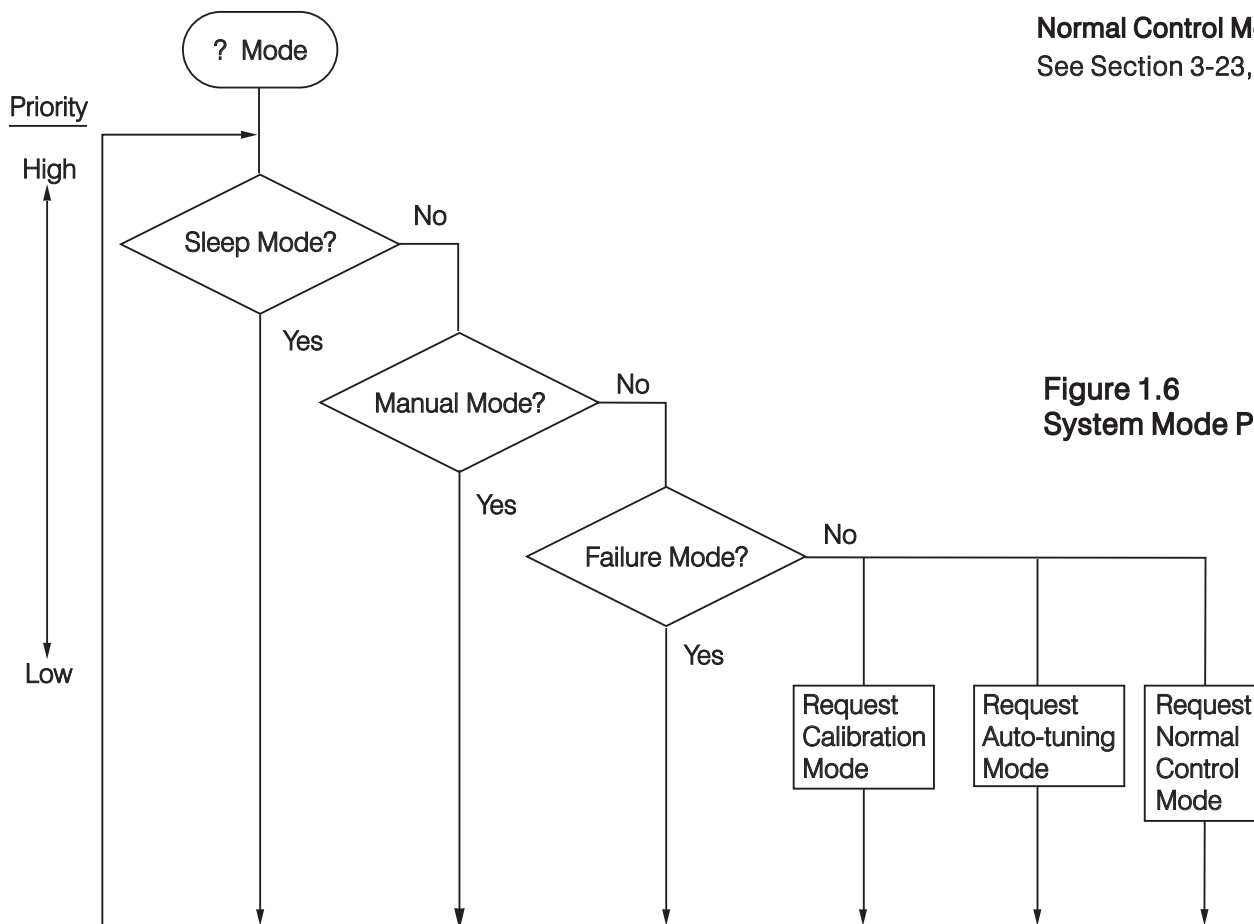 Normal Control M
See Section 3-23,
? Mode
Priority
High
Sleep Mode?
No
Yes
Manual Mode?
No
Figure 1.6
System Mode P
Yes
Failure Mode?
No
Low
Yes
Request
Calibration
Mode
Request
Auto-tuning
Mode
Request
Normal
Control
Mode